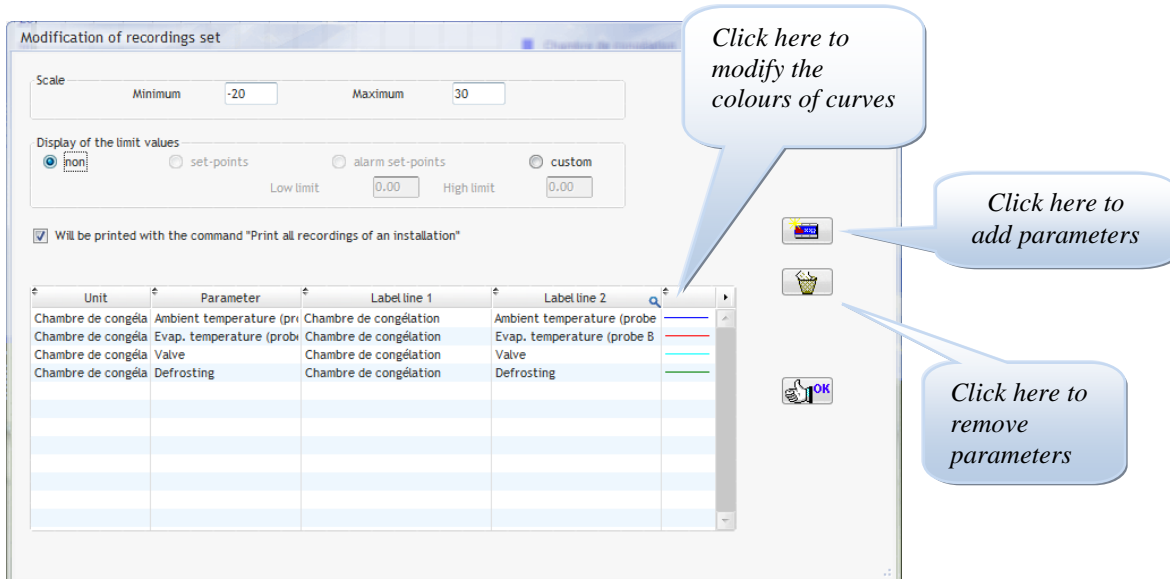 Modification of recordings set
Click here to
modify the
colours of curves
Scale
Minimum -20 Maximum 30
Display of the limit values
non set-points alarm set-points custom
Low limit 0.00 High limit 0.00
Click here to
add parameters
Will be printed with the command "Print all recordings of an installation"
Unit Parameter Label line 1 Label line 2
Chambre de congéla Ambient temperature (pr Chambre de congélation Ambient temperature (probe
Chambre de congéla Evap. temperature (prob Chambre de congélation Evap. temperature (probe B
Chambre de congéla Valve Chambre de congélation Valve
Chambre de congéla Defrosting Chambre de congélation Defrosting
OK
Click here to
remove
parameters